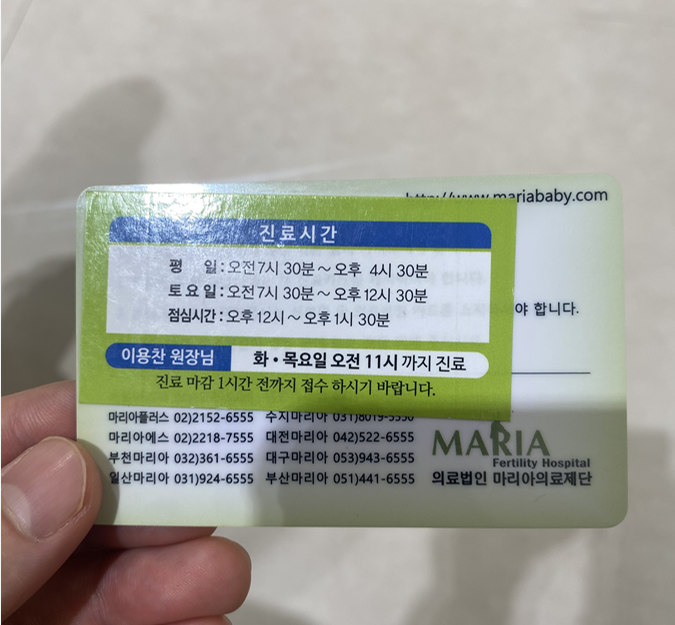 www.mariababy.com
진료시간
평 일 : 오전7시 30분 ~ 오후 4시 30분
토요일 : 오전7시 30분 ~ 오후12시 30분
점심시간 : 오후12시 ~ 오후1시 30분
야 합니다.
이용찬 원장님 화·목요일 오전 11시 까지 진료
진료 마감 1시간 전까지 접수 하시기 바랍니다.
마리아플러스 02)2152-6555 수지마리아
마리아에스 02)2218-7555 대전마리아 042)522-6555
부천마리아 032)361-6555 대구마리아 053)943-6555
일산마리아 031)924-6555 부산마리아 051)441-6555
MARIA
Fertility Hospital
의료법인 마리아의료재단